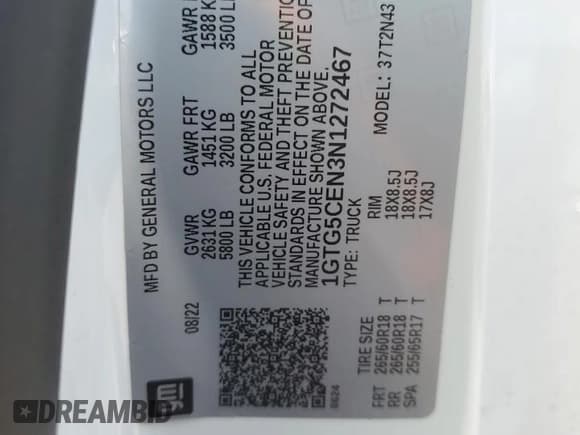 MFD BY GENERAL MOTORS LLC
08/22 GVWR GAWR FRT GAWR
2631 KG 1451 KG 1588 K
5800 LB 3200 LB 3500 L
THIS VEHICLE CONFORMS TO ALL
APPLICABLE U.S. FEDERAL MOTOR
VEHICLE SAFETY AND THEFT PREVENTIO
STANDARDS IN EFFECT ON THE DATE OF
MANUFACTURE SHOWN ABOVE.
1GTG5CEN3N1272467
TYPE: TRUCK MODEL: 37T2N43
TIRE SIZE RIM
FRT 265/60R18 T 18X8.5J
RR 265/60R18 T 18X8.5J
SPA 255/65R17 T 17X8J
gm
DREAMBID